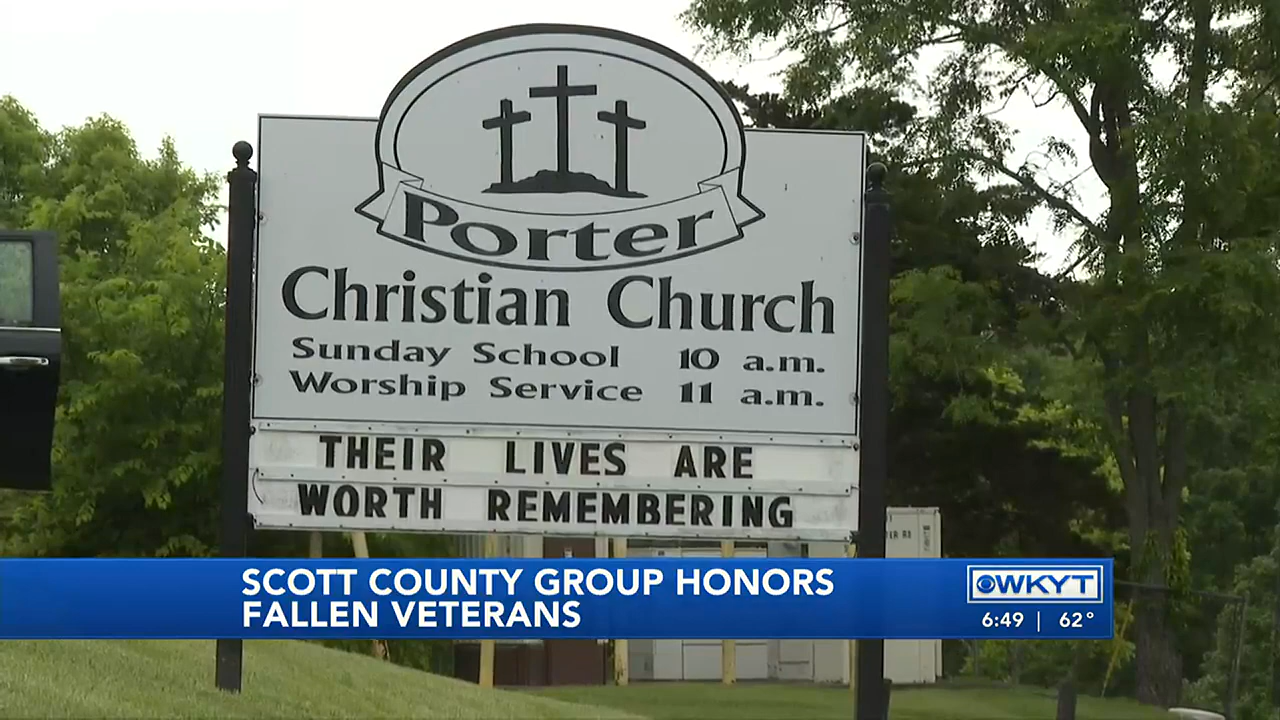 Porter
Christian Church
Sunday School 10 a.m.
Worship Service 11 a.m.
THEIR LIVES ARE
WORTH REMEMBERING
SCOTT COUNTY GROUP HONORS
FALLEN VETERANS
WKYT
6:49 | 62°